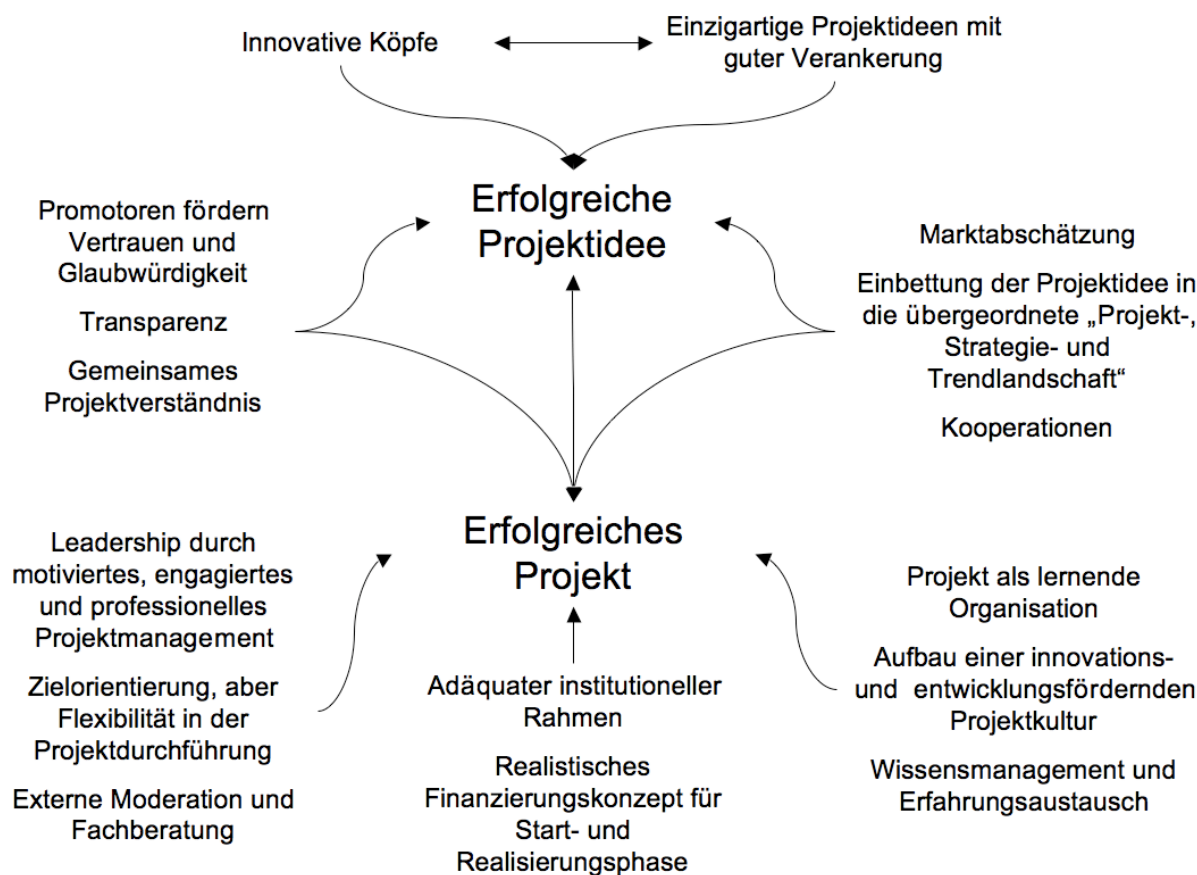 Innovative Köpfe
Einzigartige Projektideen mit
guter Verankerung
Erfolgreiche
Projektidee
Promotoren fördern
Vertrauen und
Glaubwürdigkeit
Transparenz
Gemeinsames
Projektverständnis
Marktabschätzung
Einbettung der Projektidee in
die übergeordnete „Projekt-,
Strategie- und
Trendlandschaft“
Kooperationen
Erfolgreiches
Projekt
Leadership durch
motiviertes, engagiertes
und professionelles
Projektmanagement
Zielorientierung, aber
Flexibilität in der
Projektdurchführung
Externe Moderation und
Fachberatung
Adäquater institutioneller
Rahmen
Realistisches
Finanzierungskonzept für
Start- und
Realisierungsphase
Projekt als lernende
Organisation
Aufbau einer innovations-
und entwicklungsfördernden
Projektkultur
Wissensmanagement und
Erfahrungsaustausch